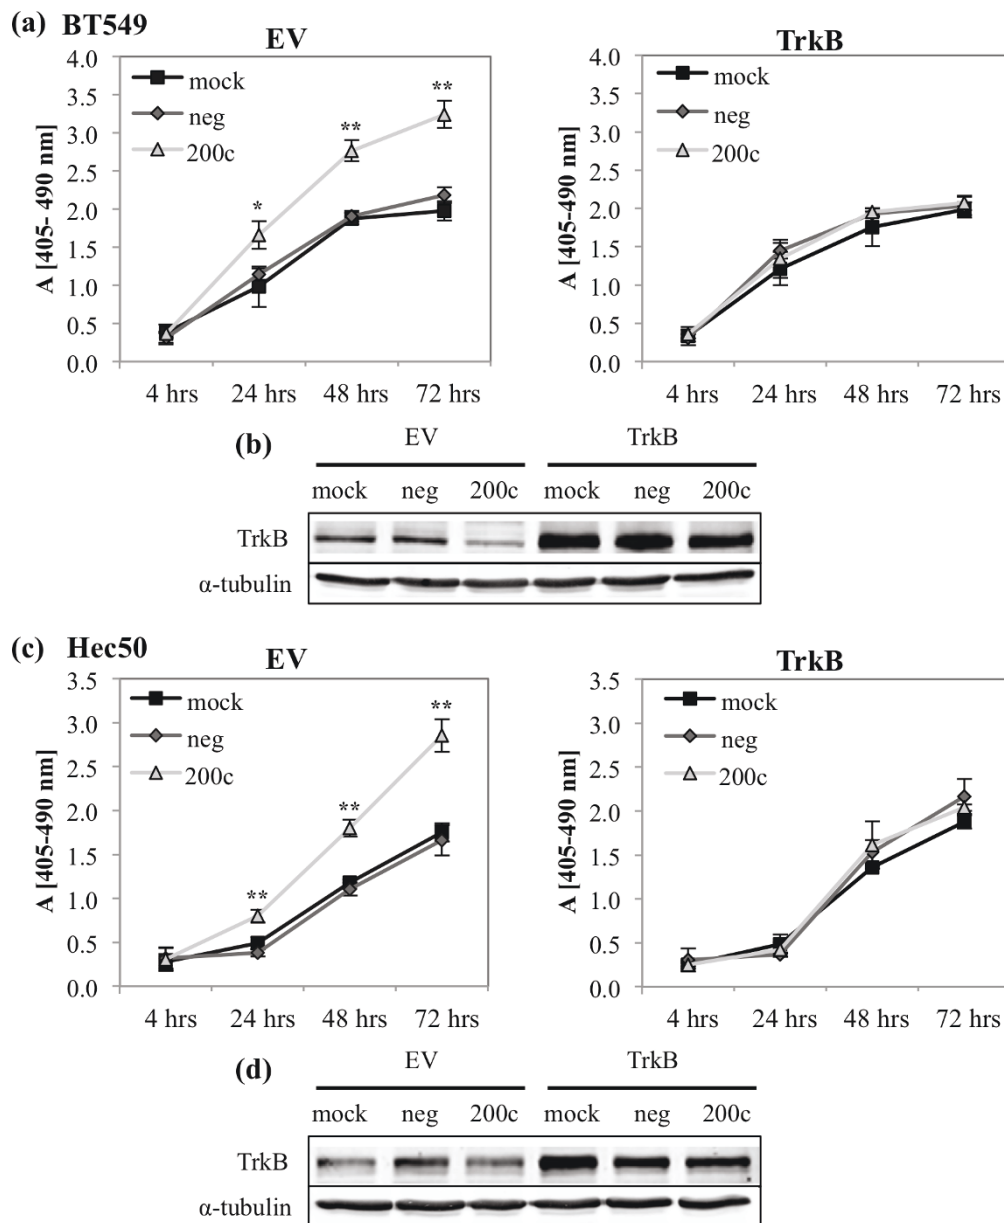 (a) BT549
EV
TrkB
4.0
3.5
3.0
2.5
2.0
1.5
1.0
0.5
0.0
A [405- 490 nm]
mock
neg
200c
*
**
**
4 hrs 24 hrs 48 hrs 72 hrs
4.0
3.5
3.0
2.5
2.0
1.5
1.0
0.5
0.0
A [405-490 nm]
mock
neg
200c
4 hrs 24 hrs 48 hrs 72 hrs
(b)
EV TrkB
mock neg 200c mock neg 200c
TrkB
α-tubulin
(c) Hec50
EV
TrkB
3.5
3.0
2.5
2.0
1.5
1.0
0.5
0.0
A [405-490 nm]
mock
neg
200c
**
**
**
4 hrs 24 hrs 48 hrs 72 hrs
3.5
3.0
2.5
2.0
1.5
1.0
0.5
0.0
A [405-490 nm]
mock
neg
200c
4 hrs 24 hrs 48 hrs 72 hrs
(d)
EV TrkB
mock neg 200c mock neg 200c
TrkB
α-tubulin